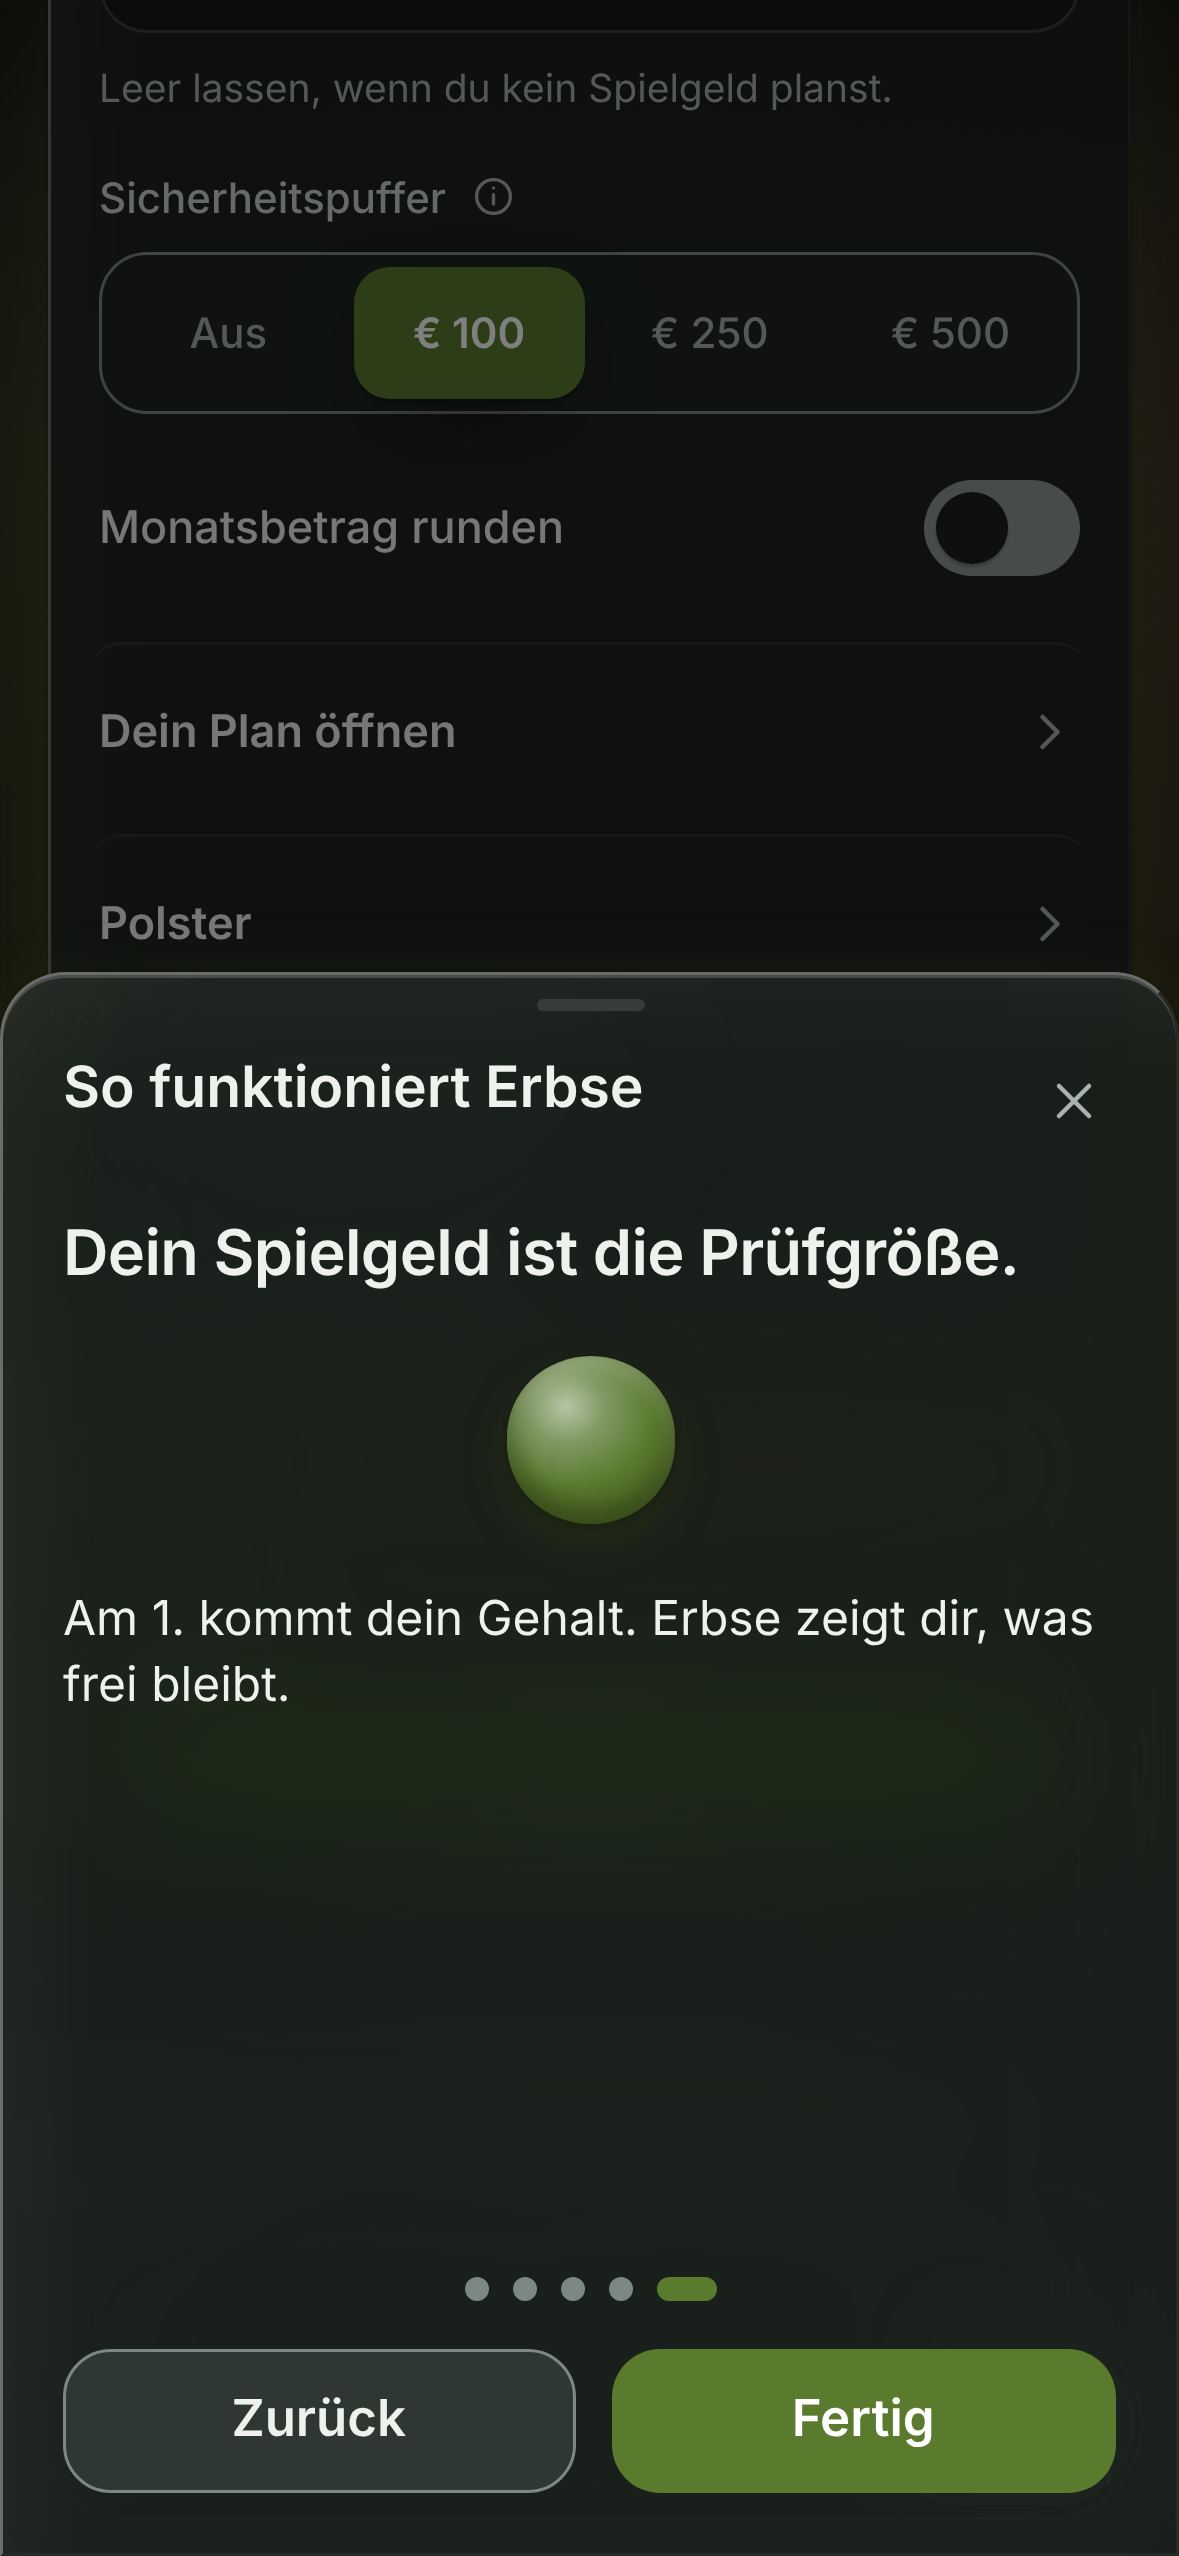 Leer lassen, wenn du kein Spielgeld planst.
Sicherheitspuffer
Aus € 100 € 250 € 500
Monatsbetrag runden
Dein Plan öffnen
Polster
So funktioniert Erbse
Dein Spielgeld ist die Prüfgröße.
Am 1. kommt dein Gehalt. Erbse zeigt dir, was
frei bleibt.
Zurück Fertig